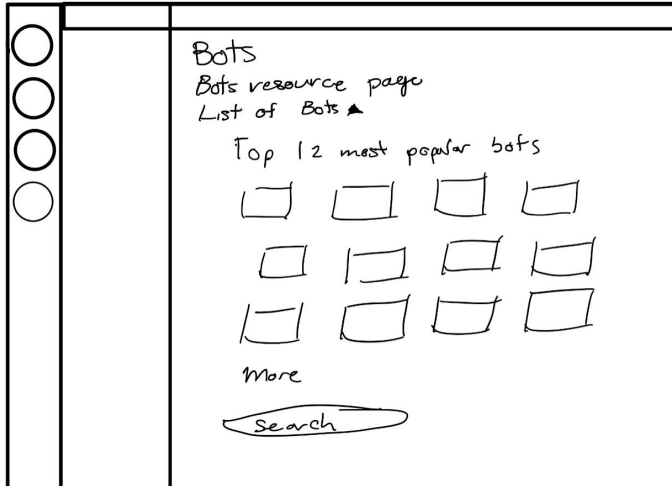 Bots
Bots resource page
List of Bots
Top 12 most popular bots
More
Search